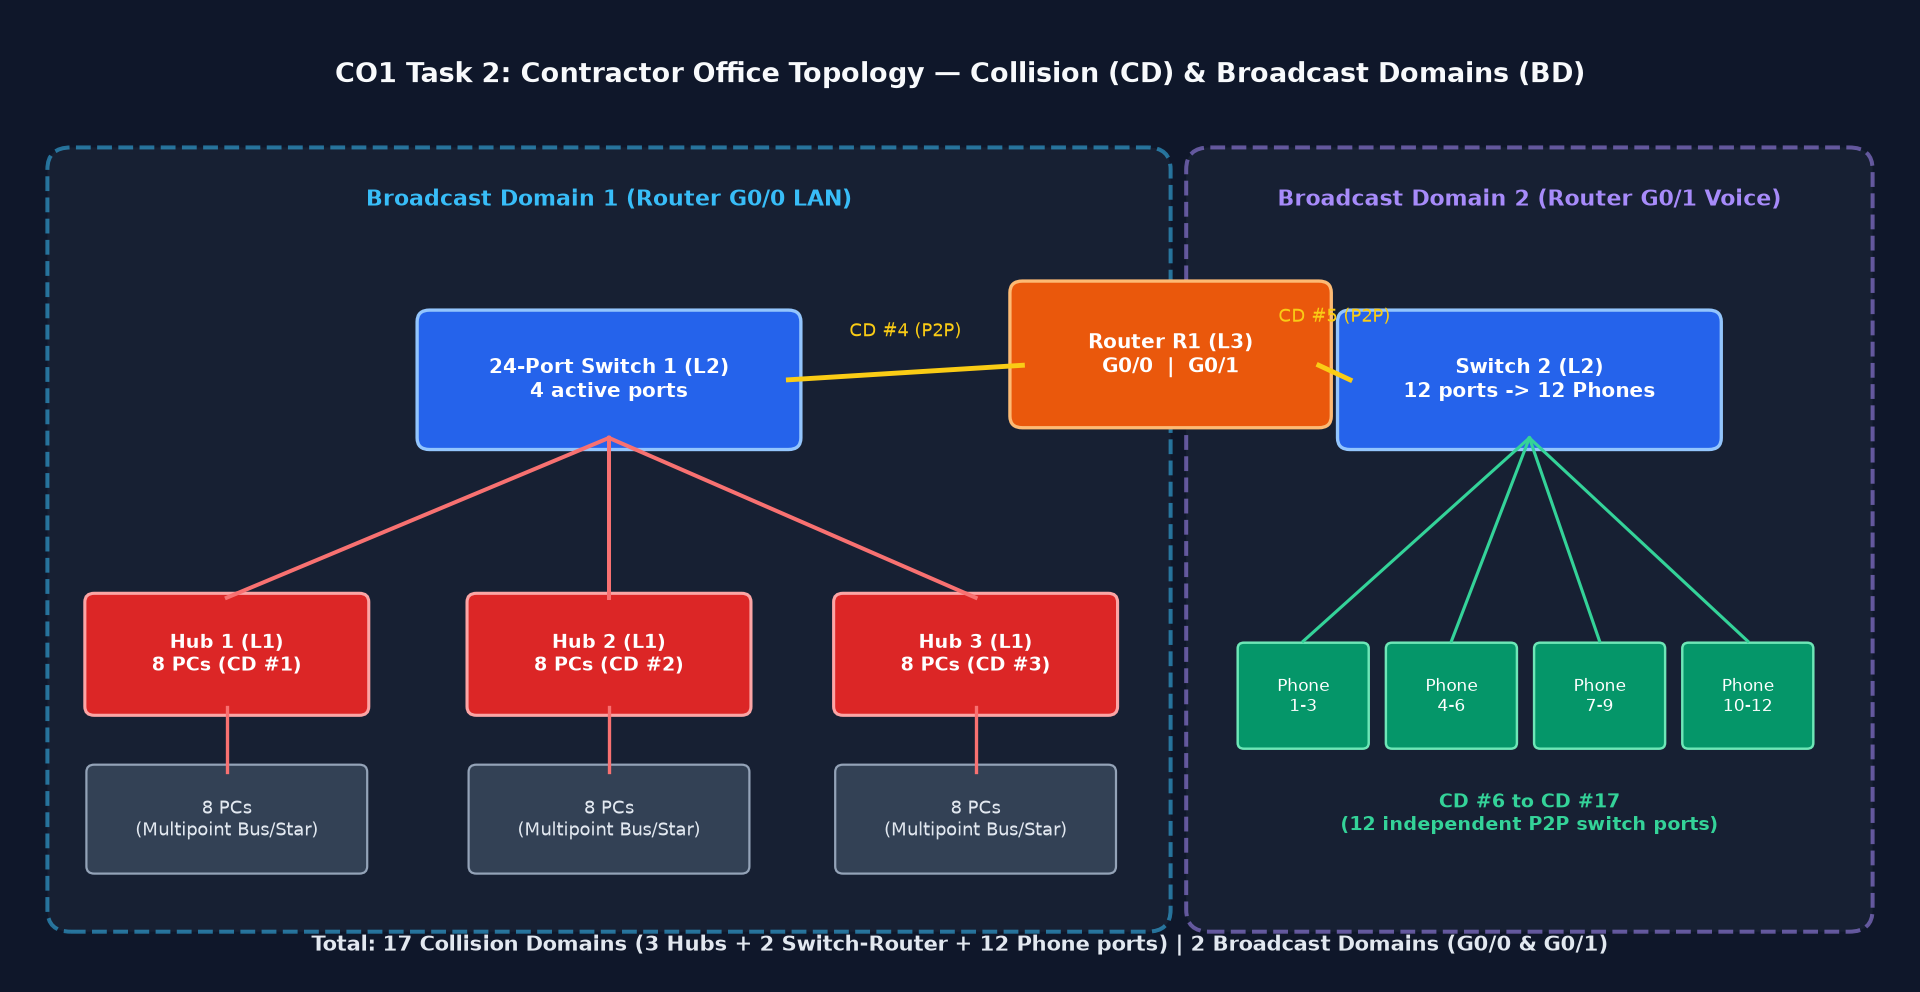 CO1 Task 2: Contractor Office Topology — Collision (CD) & Broadcast Domains (BD)
Broadcast Domain 1 (Router G0/0 LAN)
Broadcast Domain 2 (Router G0/1 Voice)
24-Port Switch 1 (L2)
4 active ports
CD #4 (P2P)
Router R1 (L3)
G0/0 | G0/1
CD #5 (P2P)
Switch 2 (L2)
12 ports -> 12 Phones
Hub 1 (L1)
8 PCs (CD #1)
Hub 2 (L1)
8 PCs (CD #2)
Hub 3 (L1)
8 PCs (CD #3)
Phone
1-3
Phone
4-6
Phone
7-9
Phone
10-12
8 PCs
(Multipoint Bus/Star)
8 PCs
(Multipoint Bus/Star)
8 PCs
(Multipoint Bus/Star)
CD #6 to CD #17
(12 independent P2P switch ports)
Total: 17 Collision Domains (3 Hubs + 2 Switch-Router + 12 Phone ports) | 2 Broadcast Domains (G0/0 & G0/1)